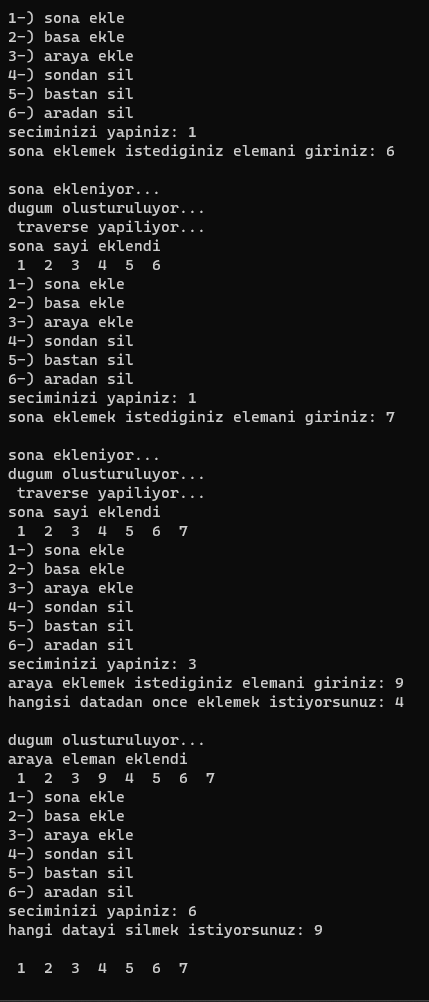 1-) sona ekle
2-) basa ekle
3-) araya ekle
4-) sondan sil
5-) bastan sil
6-) aradan sil
seciminizi yapiniz: 1
sona eklemek istediginiz elemani giriniz: 6

sona ekleniyor...
dugum olusturuluyor...
 traverse yapiliyor...
sona sayi eklendi
 1  2  3  4  5  6
1-) sona ekle
2-) basa ekle
3-) araya ekle
4-) sondan sil
5-) bastan sil
6-) aradan sil
seciminizi yapiniz: 1
sona eklemek istediginiz elemani giriniz: 7

sona ekleniyor...
dugum olusturuluyor...
 traverse yapiliyor...
sona sayi eklendi
 1  2  3  4  5  6  7
1-) sona ekle
2-) basa ekle
3-) araya ekle
4-) sondan sil
5-) bastan sil
6-) aradan sil
seciminizi yapiniz: 3
araya eklemek istediginiz elemani giriniz: 9
hangisi datadan once eklemek istiyorsunuz: 4

dugum olusturuluyor...
araya eleman eklendi
 1  2  3  9  4  5  6  7
1-) sona ekle
2-) basa ekle
3-) araya ekle
4-) sondan sil
5-) bastan sil
6-) aradan sil
seciminizi yapiniz: 6
hangi datayi silmek istiyorsunuz: 9

 1  2  3  4  5  6  7